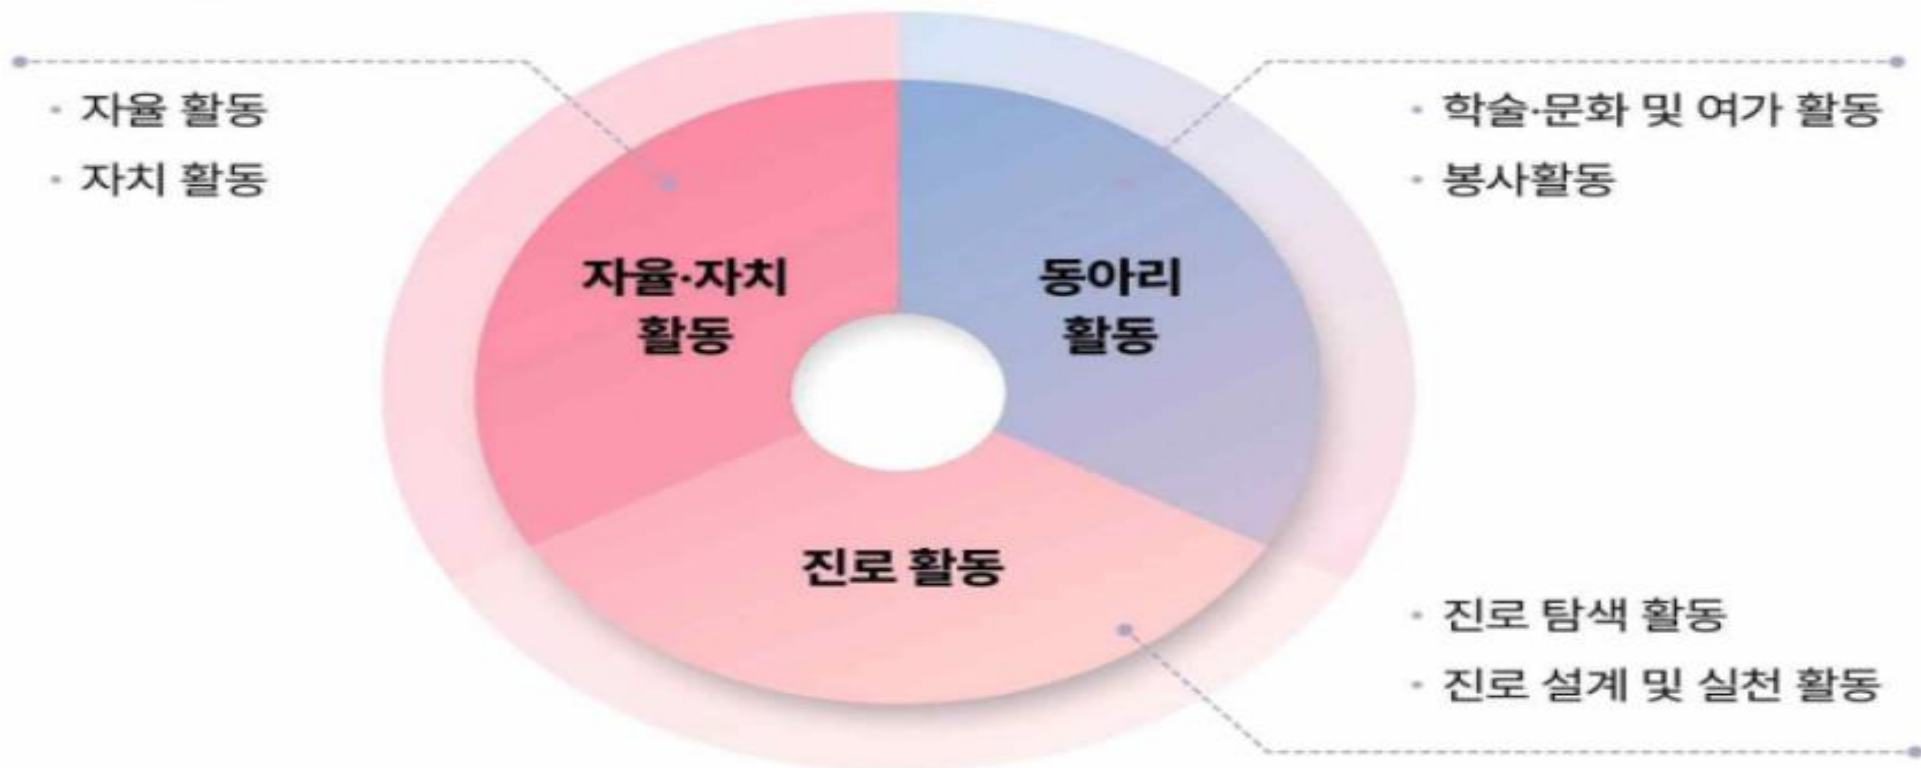 · 자율 활동
· 자치 활동
· 학술·문화 및 여가 활동
· 봉사활동
자율·자치
활동
동아리
활동
진로 활동
· 진로 탐색 활동
· 진로 설계 및 실천 활동